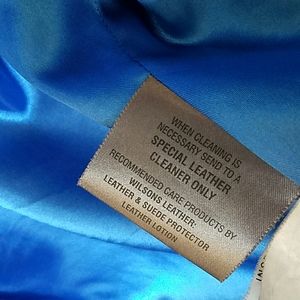 WHEN CLEANING IS
NECESSARY SEND TO A
SPECIAL LEATHER
CLEANER ONLY
RECOMMENDED CARE PRODUCTS BY
WILSONS LEATHER:
LEATHER & SUEDE PROTECTOR
LEATHER LOTION